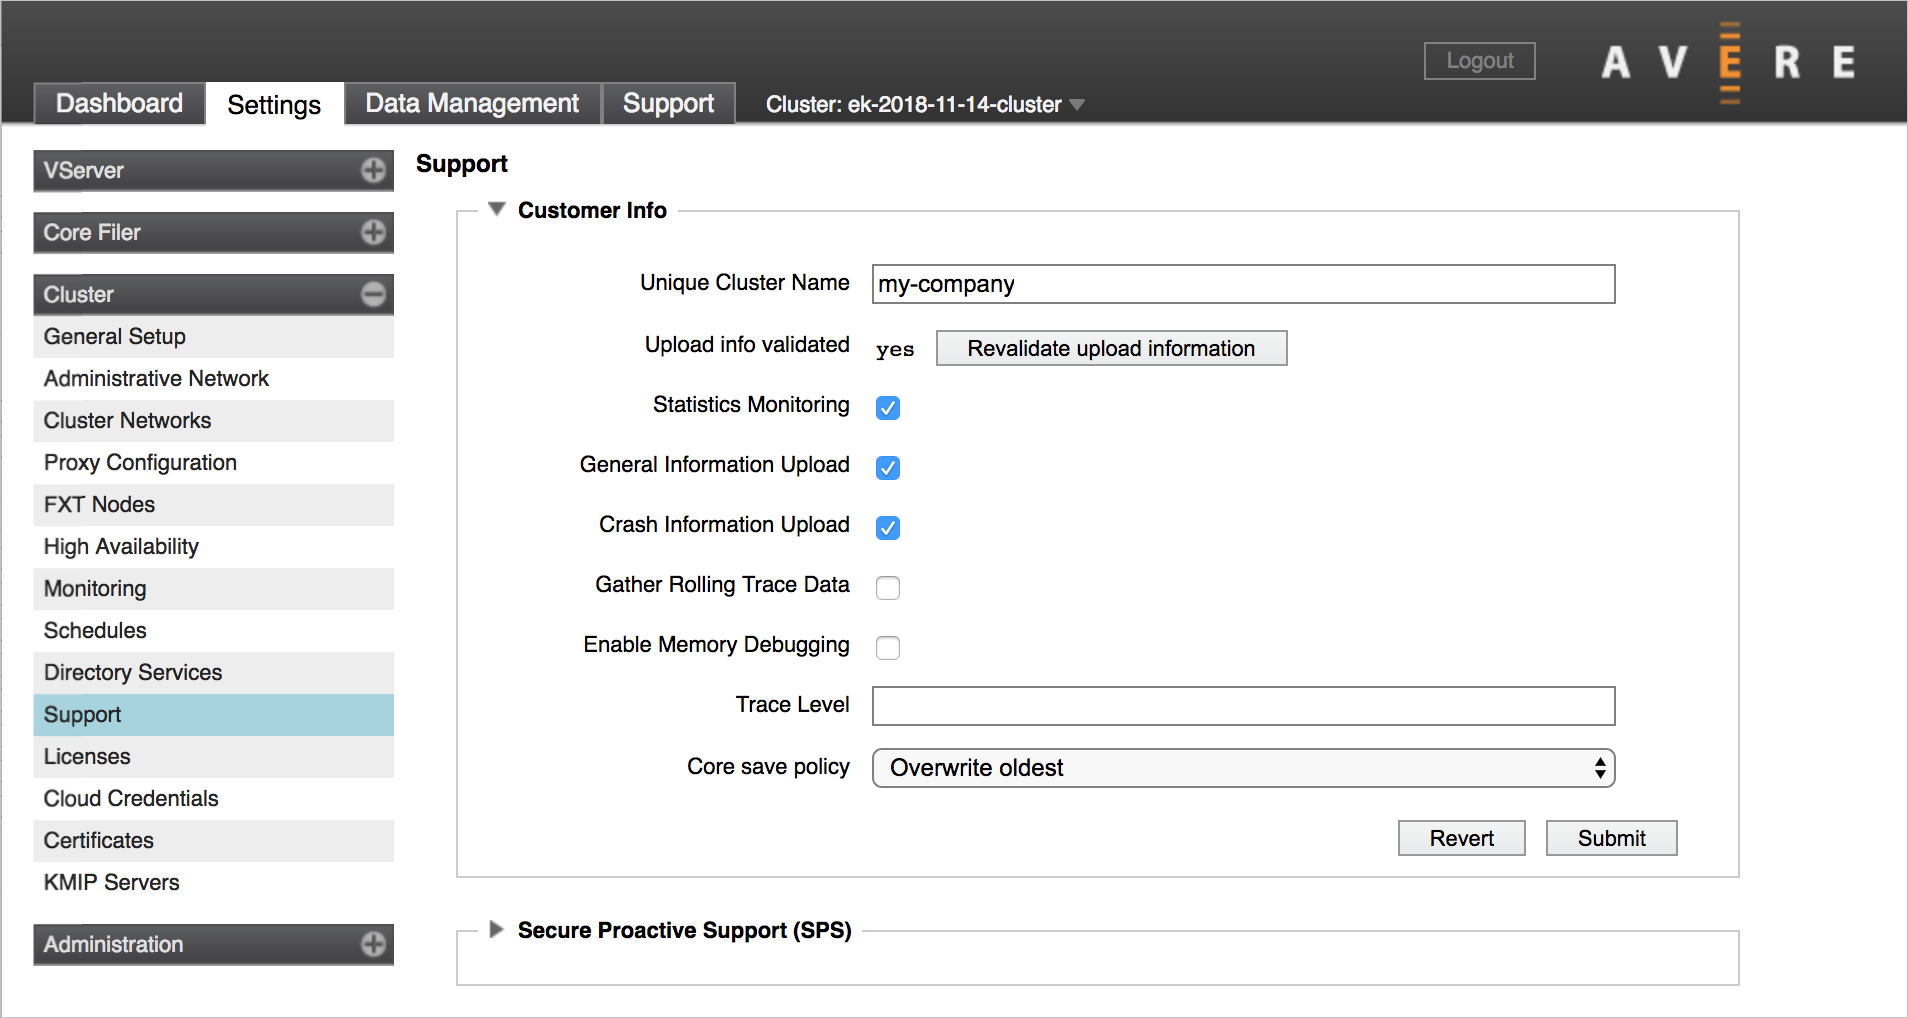 Logout
AVERE
Dashboard
Settings
Data Management
Support
Cluster: ek-2018-11-14-cluster
VServer
Core Filer
Cluster
General Setup
Administrative Network
Cluster Networks
Proxy Configuration
FXT Nodes
High Availability
Monitoring
Schedules
Directory Services
Support
Licenses
Cloud Credentials
Certificates
KMIP Servers
Administration
Support
Customer Info
Unique Cluster Name my-company
Upload info validated yes Revalidate upload information
Statistics Monitoring
General Information Upload
Crash Information Upload
Gather Rolling Trace Data
Enable Memory Debugging
Trace Level
Core save policy Overwrite oldest
Revert Submit
Secure Proactive Support (SPS)